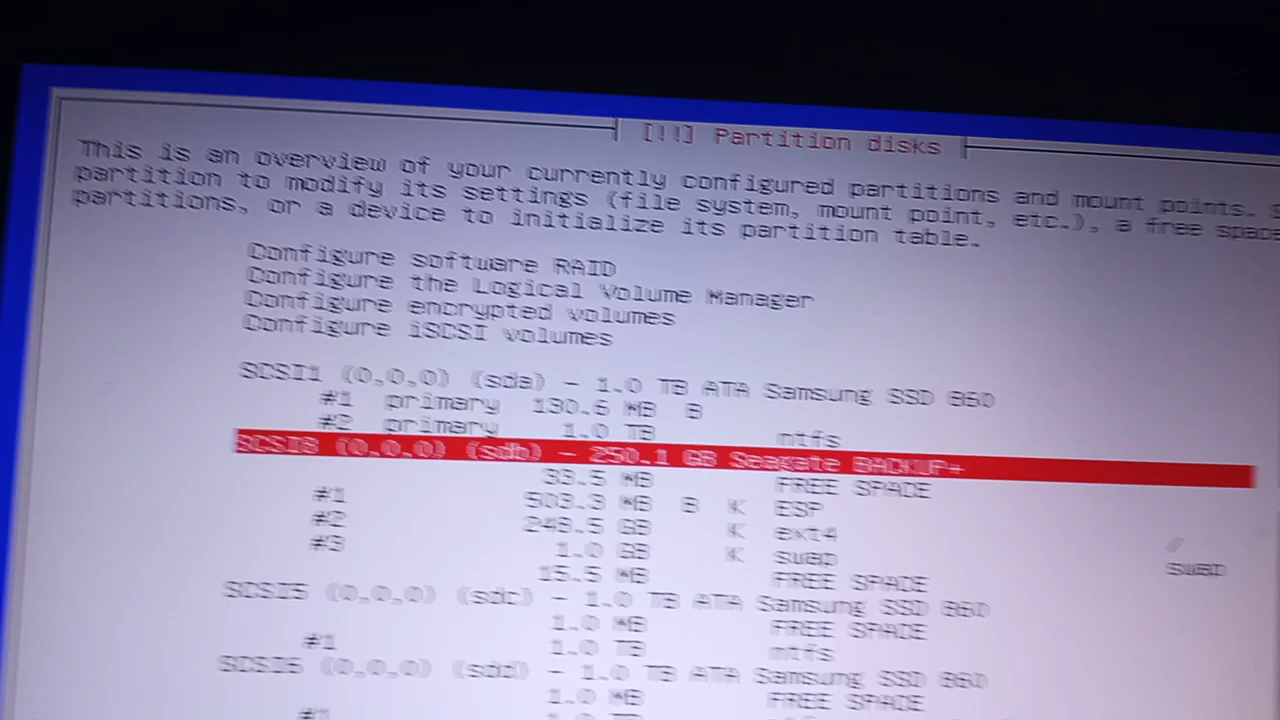 [!!] Partition disks
This is an overview of your currently configured partitions and mount points.
partition to modify its settings (file system, mount point, etc.), a free space
partitions, or a device to initialize its partition table.
Configure software RAID
Configure the Logical Volume Manager
Configure encrypted volumes
Configure iSCSI volumes
SCSI1 (0,0,0) (sda) - 1.0 TB ATA Samsung SSD 860
#1 primary 130.6 MB B
#2 primary 1.0 TB ntfs
SCSI8 (0,0,0) (sdb) - 250.1 GB Seagate BACKUP+
33.5 MB FREE SPACE
#1 503.3 MB B K ESP
#2 248.5 GB K ext4 /
#3 1.0 GB K swap swap
15.5 MB FREE SPACE
SCSI5 (0,0,0) (sdc) - 1.0 TB ATA Samsung SSD 860
1.0 MB FREE SPACE
#1 1.0 TB ntfs
SCSI6 (0,0,0) (sdd) - 1.0 TB ATA Samsung SSD 860
1.0 MB FREE SPACE
#1